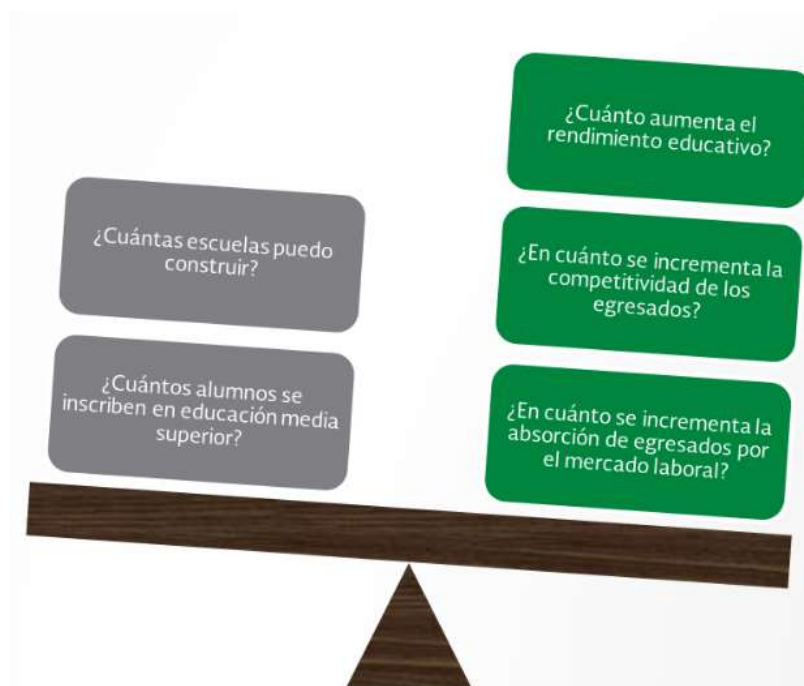 ¿Cuántas escuelas puedo
construir?
¿Cuántos alumnos se
inscriben en educación media
superior?
¿Cuánto aumenta el
rendimiento educativo?
¿En cuánto se incrementa la
competitividad de los
egresados?
¿En cuánto se incrementa la
absorción de egresados por
el mercado laboral?